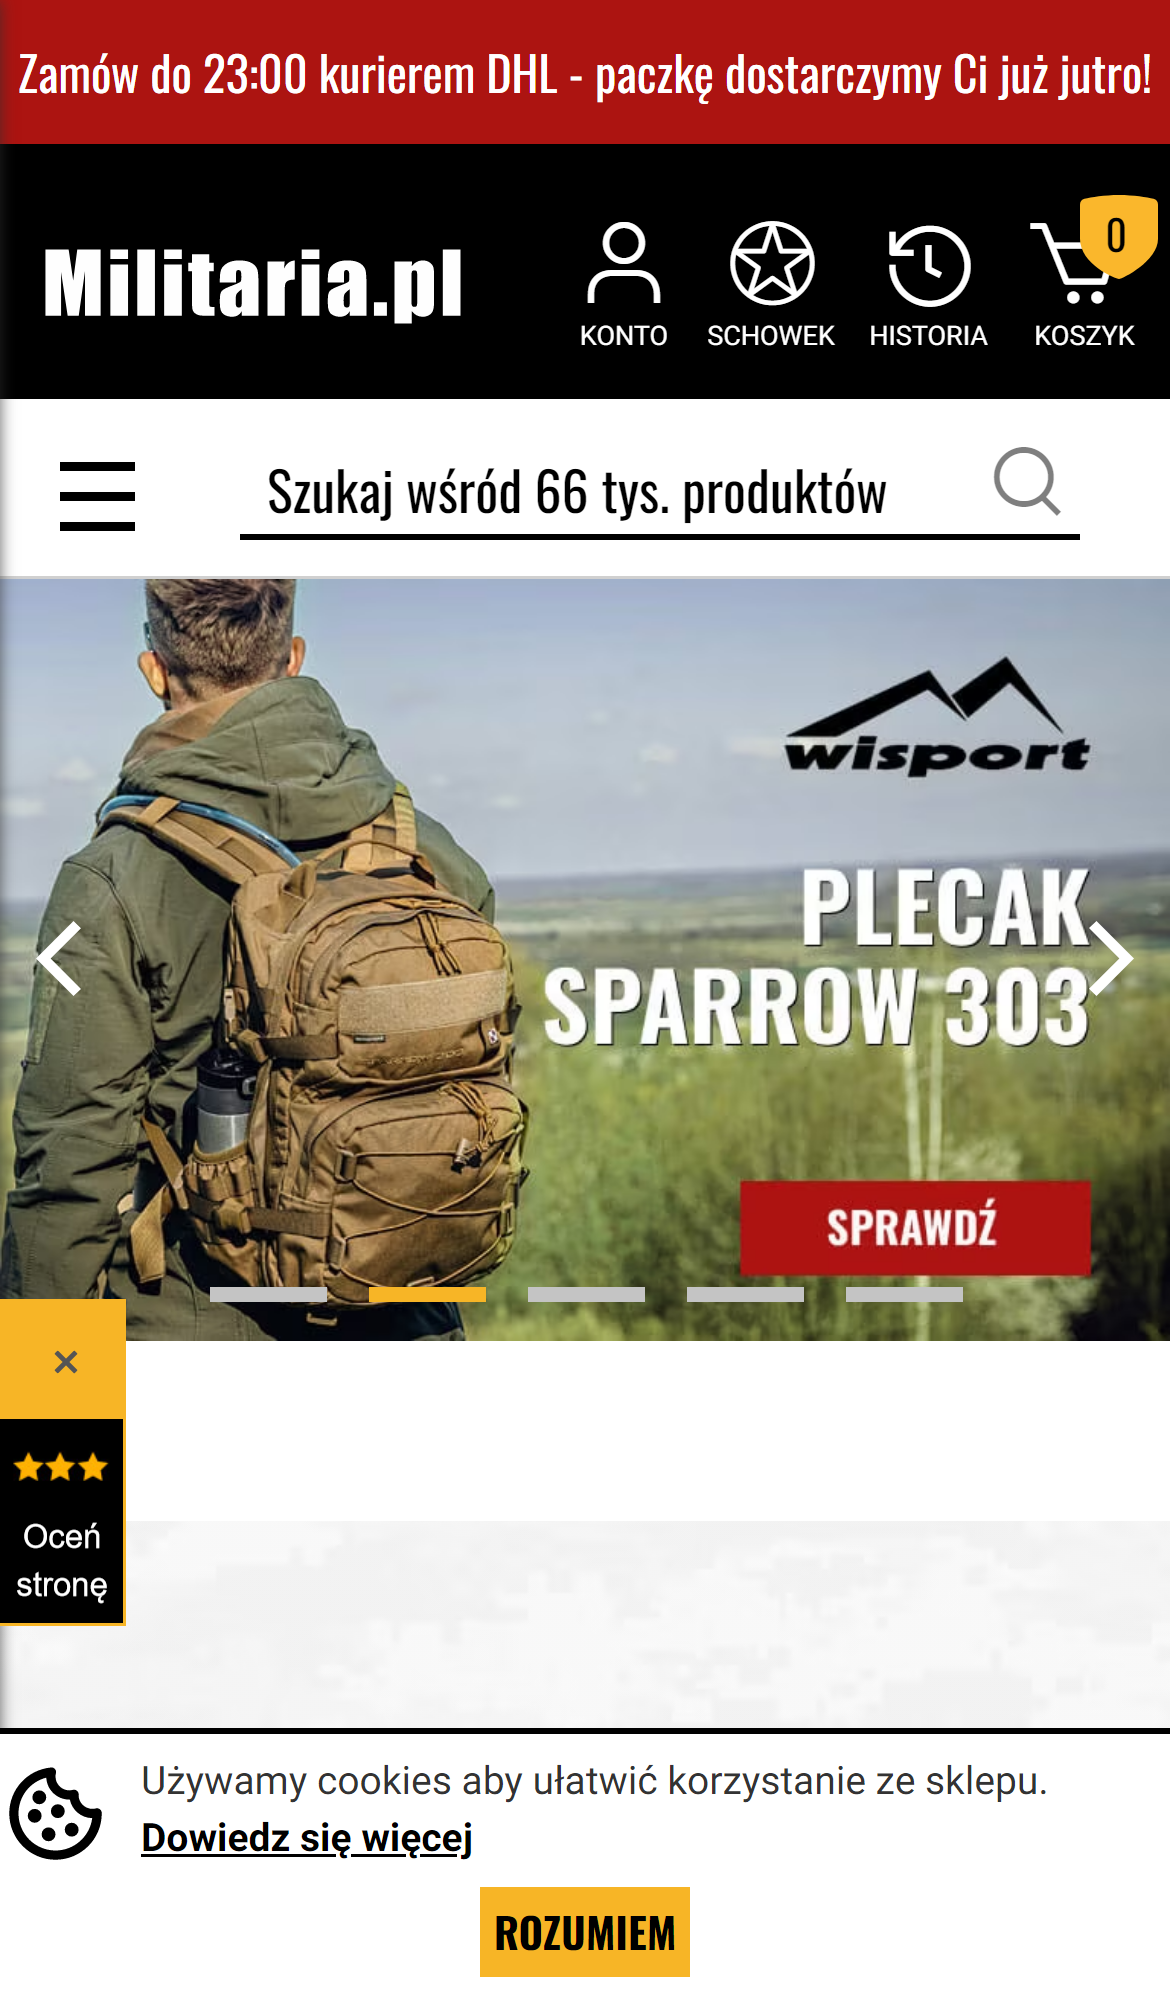 Zamów do 23:00 kurierem DHL - paczkę dostarczymy Ci już jutro!
Militaria.pl
KONTO
SCHOWEK
HISTORIA
0
KOSZYK
Szukaj wśród 66 tys. produktów
wisport
PLECAK
SPARROW 303
SPRAWDŹ
Oceń
stronę
Używamy cookies aby ułatwić korzystanie ze sklepu.
Dowiedz się więcej
ROZUMIEM